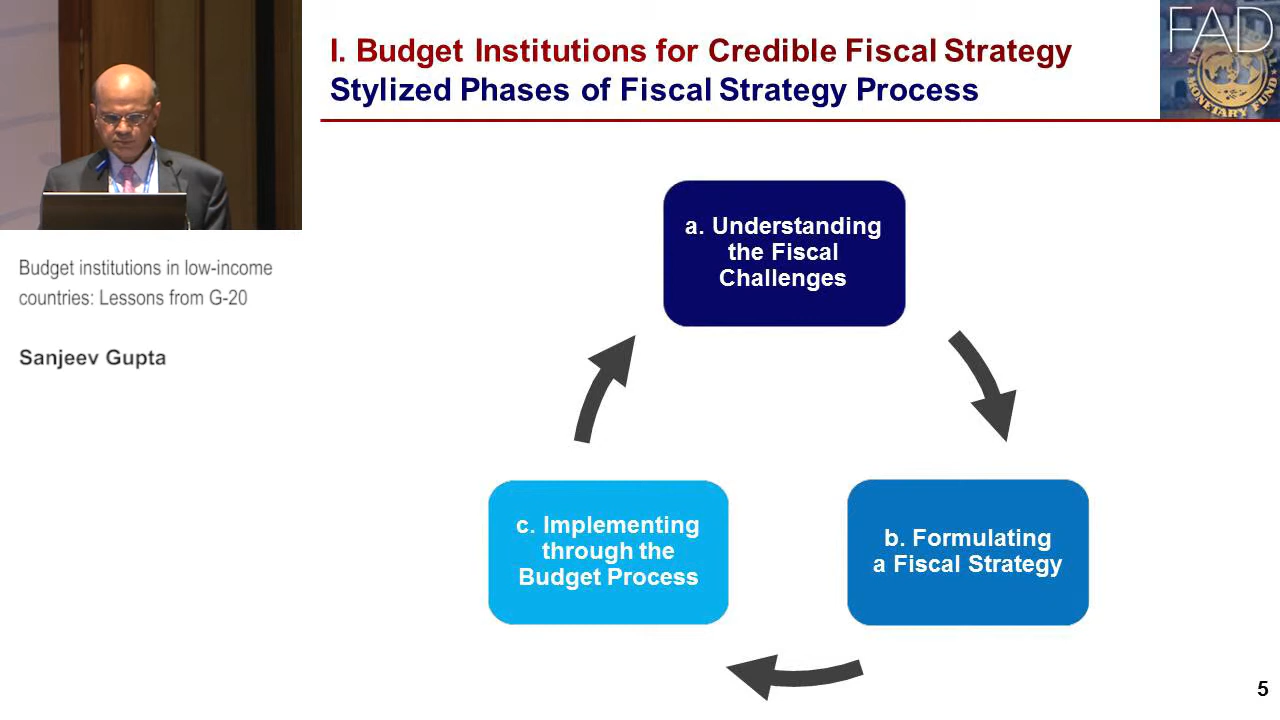 I. Budget Institutions for Credible Fiscal Strategy
Stylized Phases of Fiscal Strategy Process
FAD
INTERNATIONAL MONETARY FUND
Budget institutions in low-income
countries: Lessons from G-20
Sanjeev Gupta
a. Understanding
the Fiscal
Challenges
b. Formulating
a Fiscal Strategy
c. Implementing
through the
Budget Process
5